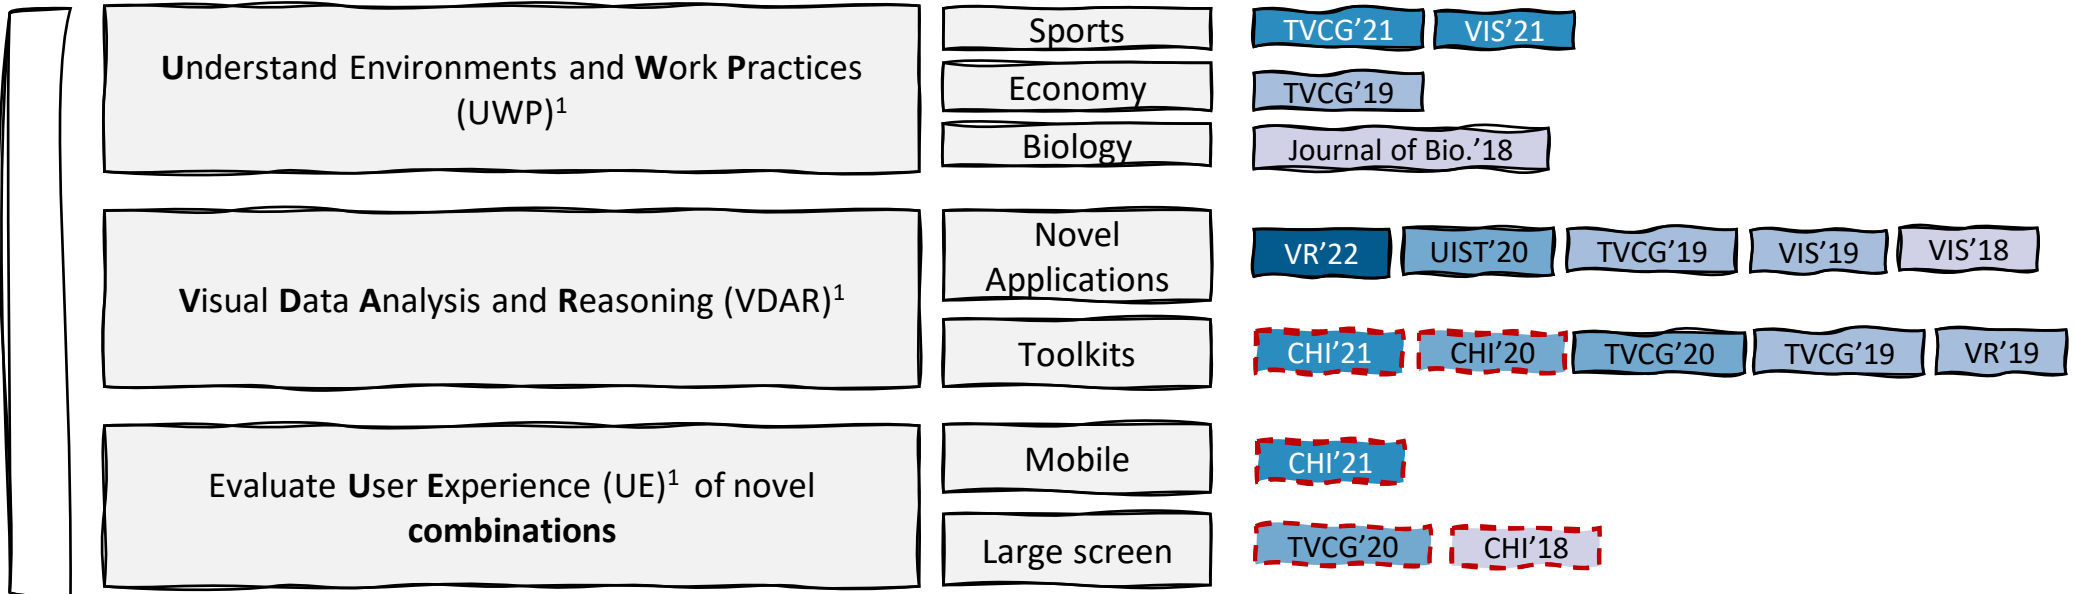 Understand Environments and Work Practices
(UWP)¹
Sports
TVCG'21 VIS'21
Economy
TVCG'19
Biology
Journal of Bio.'18
Visual Data Analysis and Reasoning (VDAR)¹
Novel
Applications
VR'22 UIST'20 TVCG'19 VIS'19 VIS'18
Toolkits
CHI'21 CHI'20 TVCG'20 TVCG'19 VR'19
Evaluate User Experience (UE)¹ of novel
combinations
Mobile
CHI'21
Large screen
TVCG'20 CHI'18